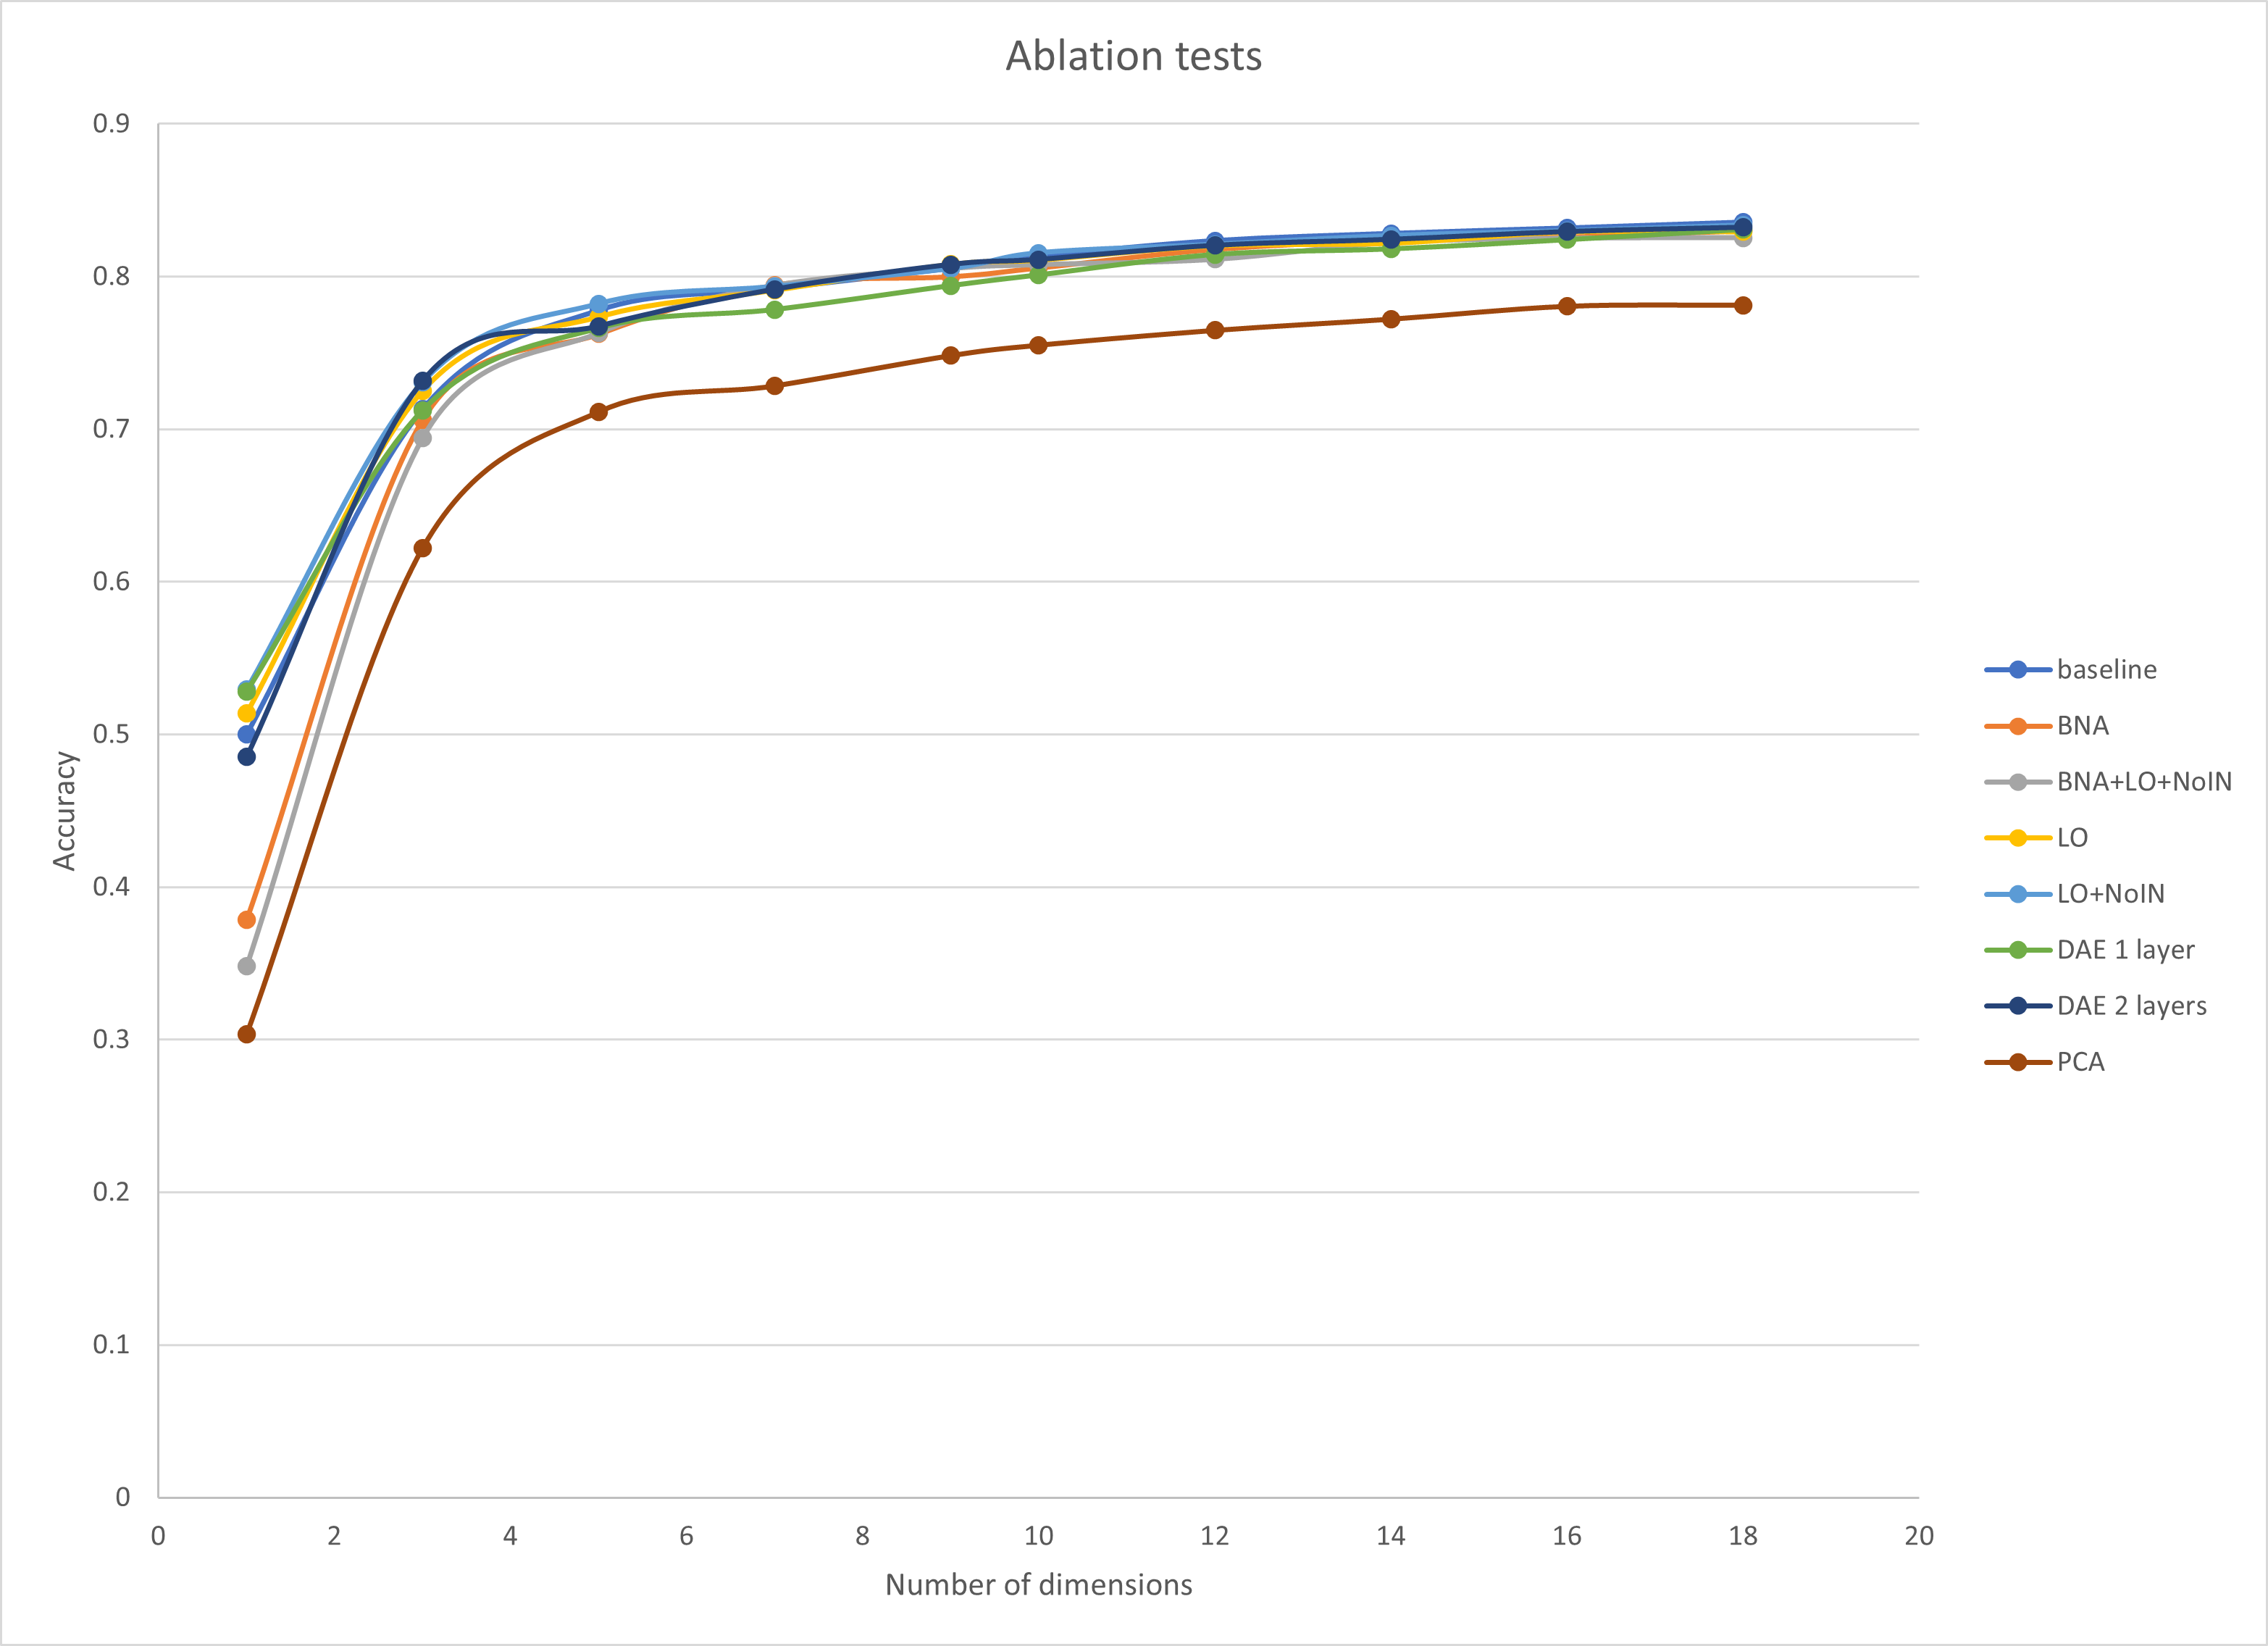 Ablation tests
0.9
0.8
0.7
0.6
0.5
0.4
0.3
0.2
0.1
0
Accuracy
0 2 4 6 8 10 12 14 16 18 20
Number of dimensions
baseline
BNA
BNA+LO+NoIN
LO
LO+NoIN
DAE 1 layer
DAE 2 layers
PCA